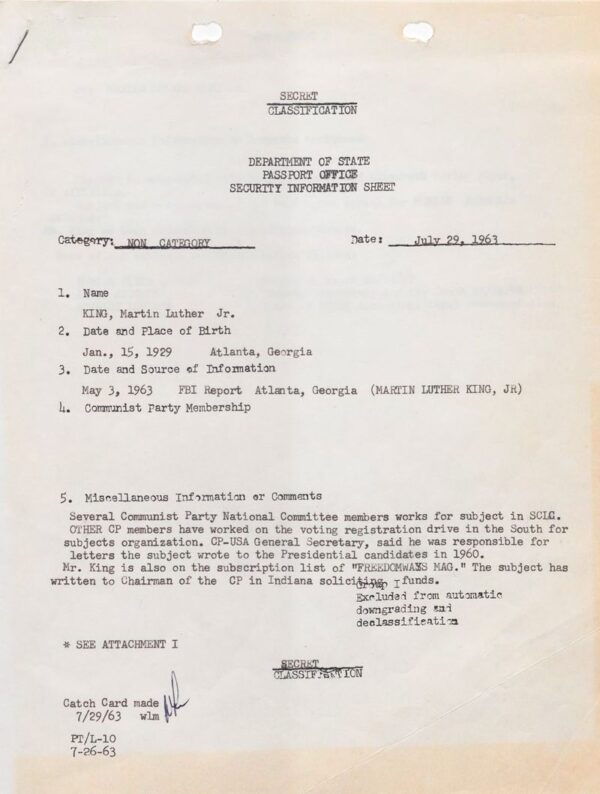 SECRET
CLASSIFICATION
DEPARTMENT OF STATE
PASSPORT OFFICE
SECURITY INFORMATION SHEET
Category: NON CATEGORY Date: July 29, 1963
1. Name
KING, Martin Luther Jr.
2. Date and Place of Birth
Jan., 15, 1929 Atlanta, Georgia
3. Date and Source of Information
May 3, 1963 FBI Report Atlanta, Georgia (MARTIN LUTHER KING, JR)
4. Communist Party Membership
5. Miscellaneous Information or Comments
Several Communist Party National Committee members works for subject in SCLC.
OTHER CP members have worked on the voting registration drive in the South for
subjects organization. CP-USA General Secretary, said he was responsible for
letters the subject wrote to the Presidential candidates in 1960.
Mr. King is also on the subscription list of "FREEDOMWAYS MAG." The subject has
written to Chairman of the CP in Indiana soliciting funds.
Group I
Excluded from automatic
downgrading and
declassification
* SEE ATTACHMENT I
SECRET
CLASSIFICATION
Catch Card made
7/29/63 wlm
PT/L-10
7-26-63